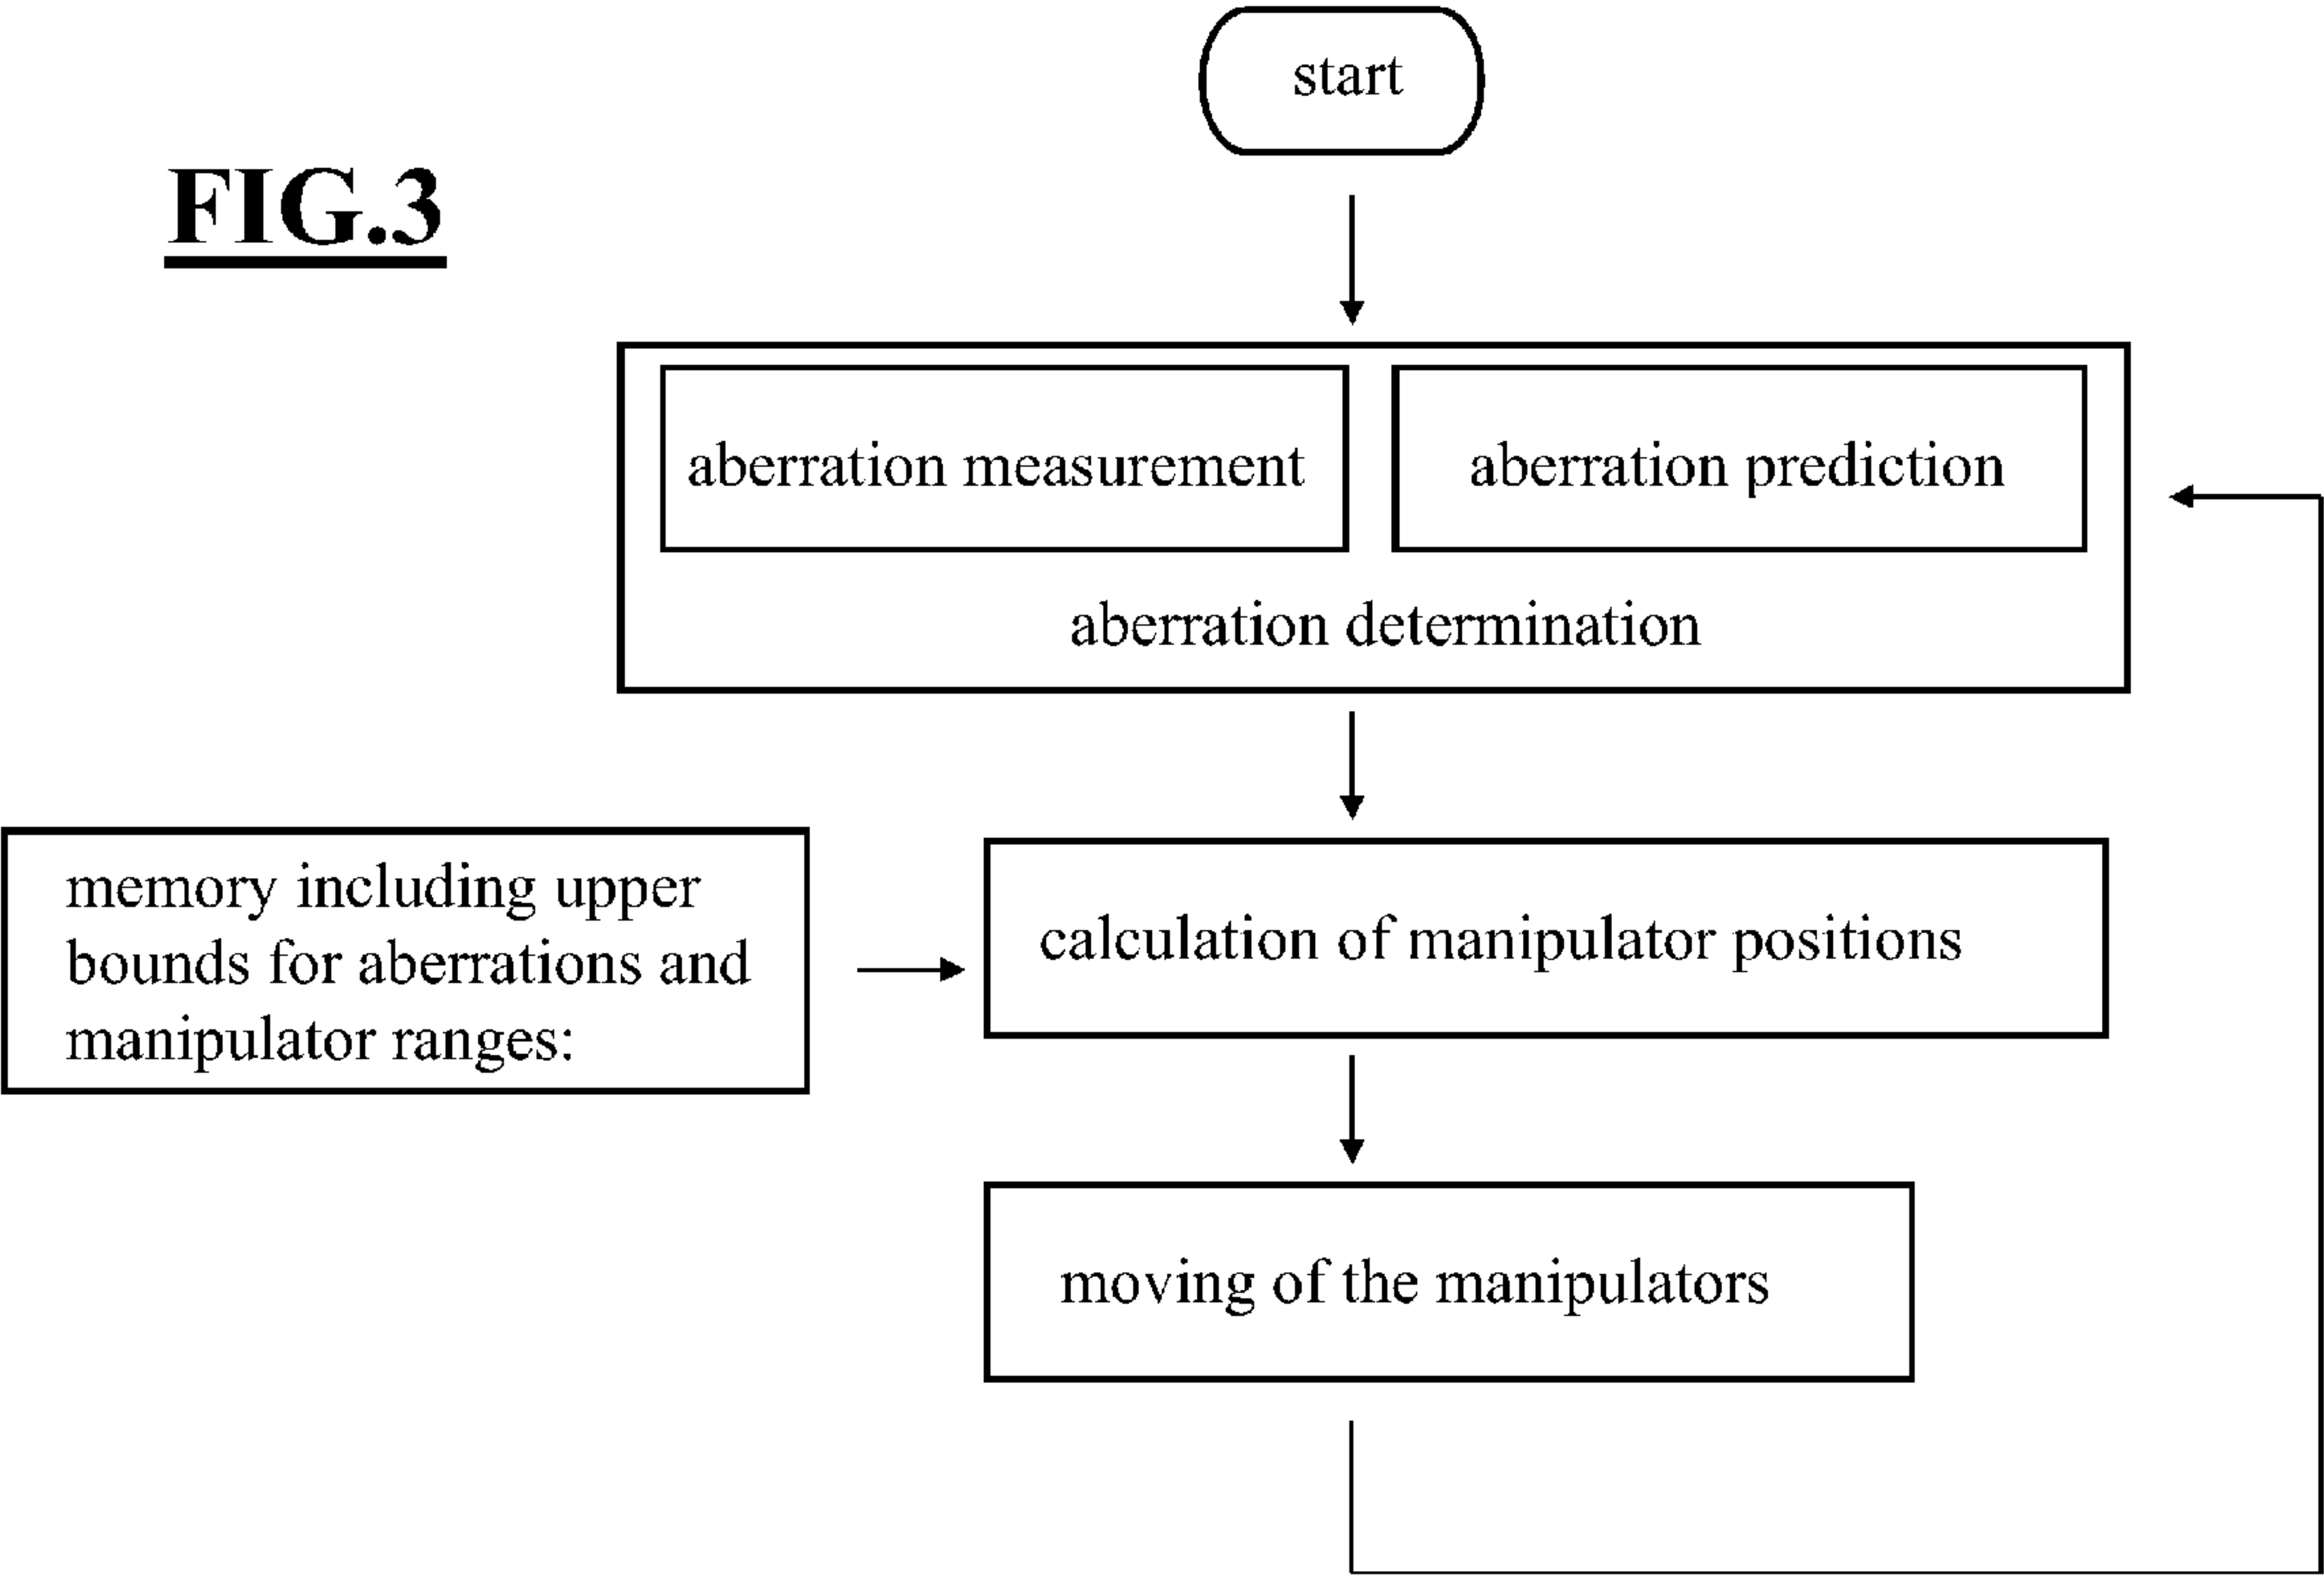 start
FIG.3
aberration measurement
aberration prediction
aberration determination
memory including upper
bounds for aberrations and
manipulator ranges:
calculation of manipulator positions
moving of the manipulators